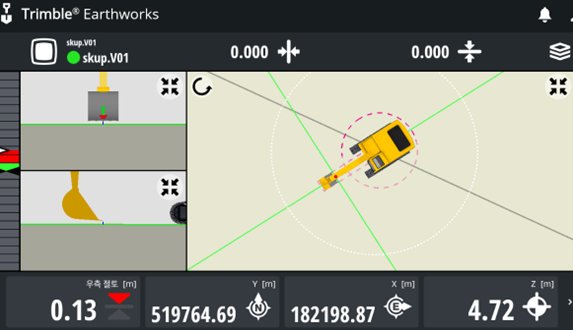 Trimble® Earthworks
skup.V01
skup.V01
0.000
0.000
우측 절토 [m]
0.13
Y [m]
519764.69
N
X [m]
182198.87
E
Z [m]
4.72